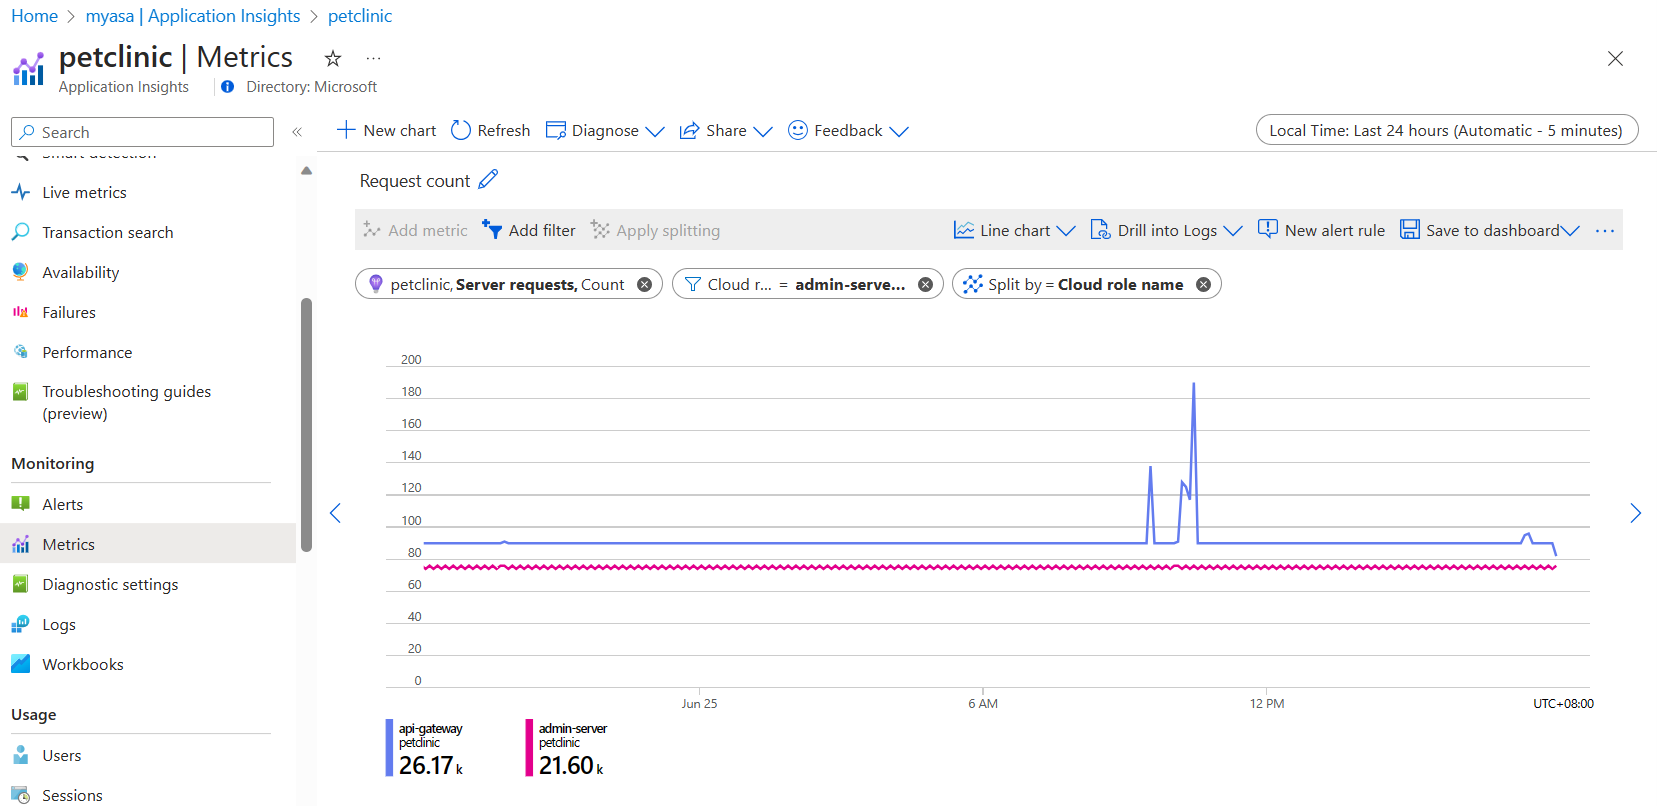 Home > myasa | Application Insights > petclinic
petclinic | Metrics
Application Insights
Directory: Microsoft
Search
Smart detection
Live metrics
Transaction search
Availability
Failures
Performance
Troubleshooting guides
(preview)
Monitoring
Alerts
Metrics
Diagnostic settings
Logs
Workbooks
Usage
Users
Sessions
New chart Refresh Diagnose Share Feedback
Local Time: Last 24 hours (Automatic - 5 minutes)
Request count
Add metric Add filter Apply splitting Line chart Drill into Logs New alert rule Save to dashboard
petclinic, Server requests, Count
Cloud r... = admin-serve...
Split by = Cloud role name
200
180
160
140
120
100
80
60
40
20
0
Jun 25 6 AM 12 PM UTC+08:00
api-gateway
petclinic
26.17 k
admin-server
petclinic
21.60 k